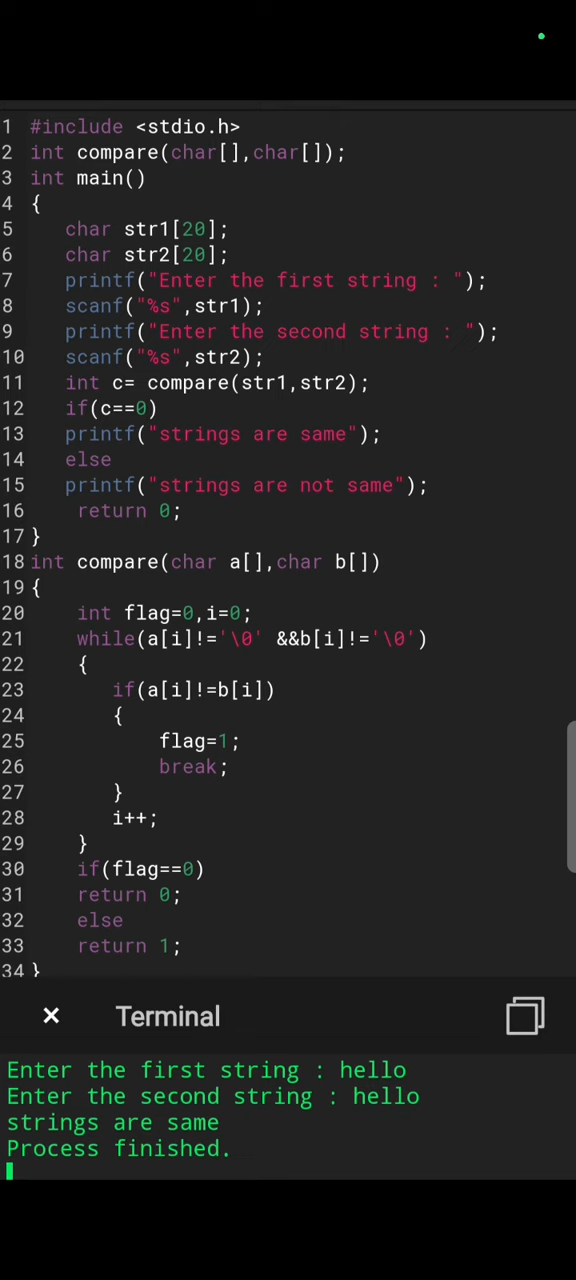 1 #include <stdio.h>
2 int compare(char[],char[]);
3 int main()
4 {
5    char str1[20];
6    char str2[20];
7    printf("Enter the first string : ");
8    scanf("%s",str1);
9    printf("Enter the second string : ");
10    scanf("%s",str2);
11    int c= compare(str1,str2);
12    if(c==0)
13    printf("strings are same");
14    else
15    printf("strings are not same");
16     return 0;
17 }
18 int compare(char a[],char b[])
19 {
20     int flag=0,i=0;
21     while(a[i]!='\0' &&b[i]!='\0')
22     {
23        if(a[i]!=b[i])
24        {
25            flag=1;
26            break;
27        }
28        i++;
29     }
30     if(flag==0)
31     return 0;
32     else
33     return 1;
34 }
× Terminal
Enter the first string : hello
Enter the second string : hello
strings are same
Process finished.